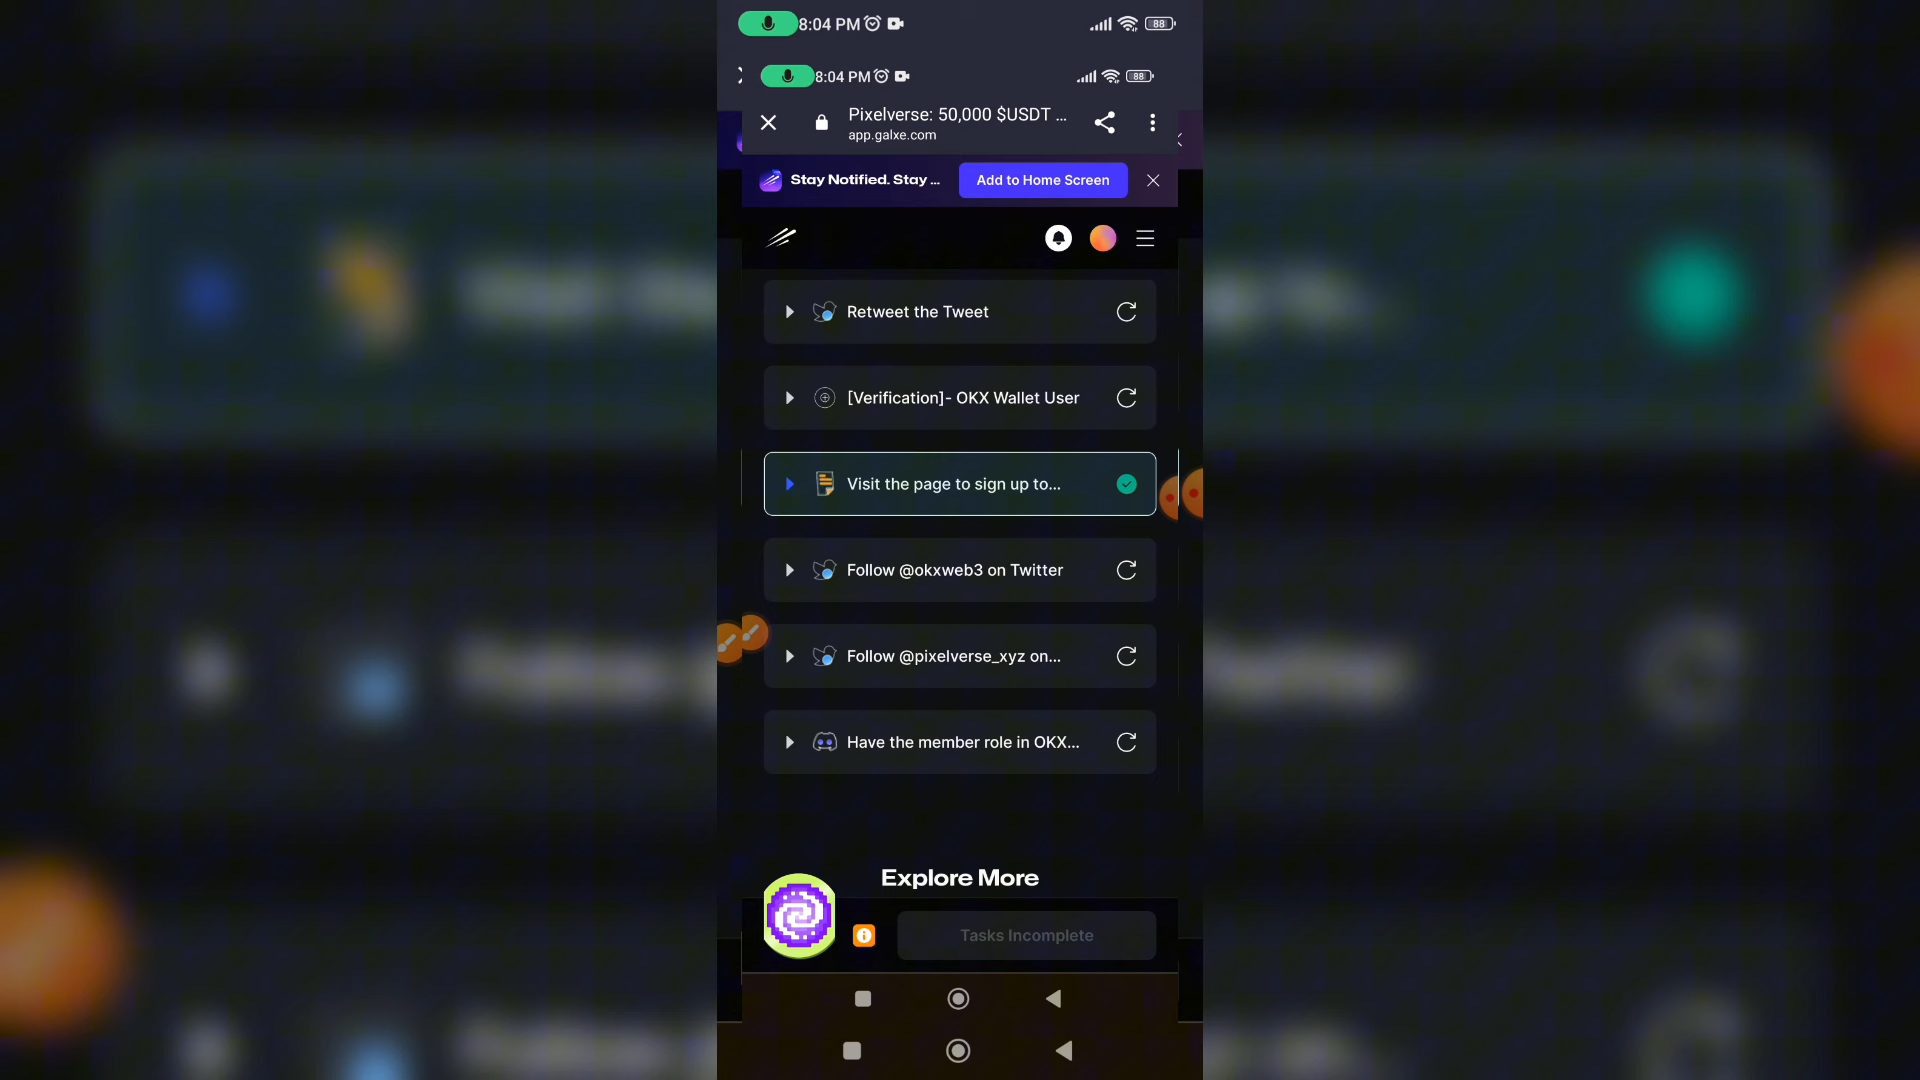 8:04 PM
88
8:04 PM
88
Pixelverse: 50,000 $USDT ...
app.galxe.com
Stay Notified. Stay ...
Add to Home Screen
Retweet the Tweet
[Verification]- OKX Wallet User
Visit the page to sign up to...
Follow @okxweb3 on Twitter
Follow @pixelverse_xyz on...
Have the member role in OKX...
Explore More
Tasks Incomplete